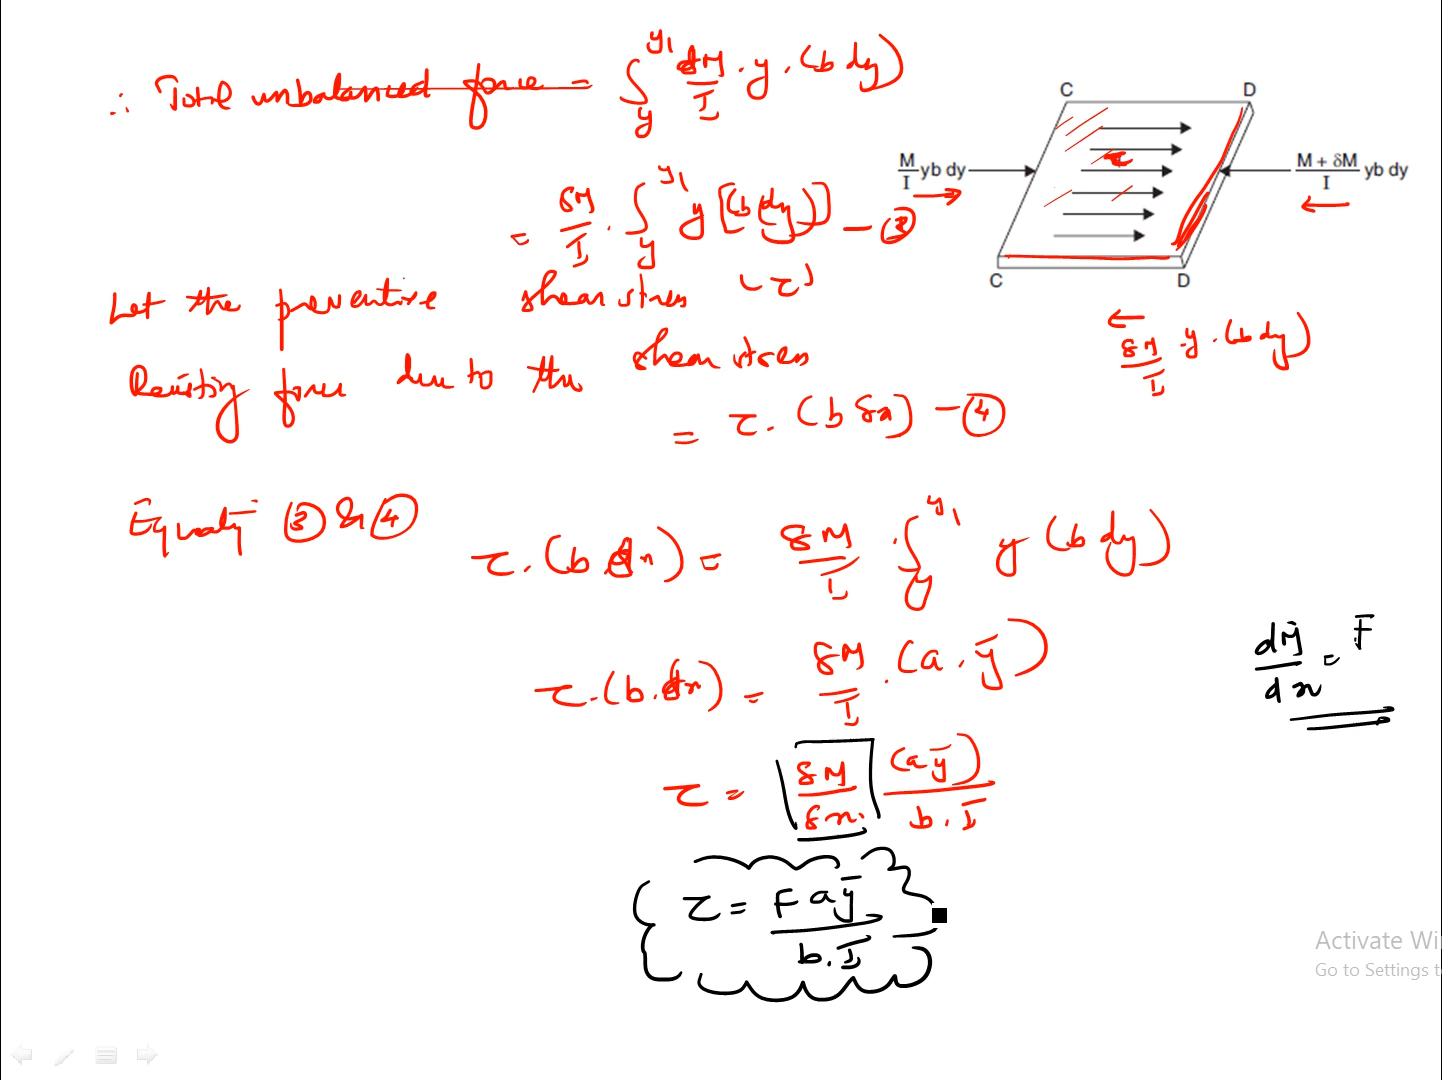 ∴ Total unbalanced force = ∫_y^{y₁} δM/I · y · (b dy)
= δM/I · ∫_y^{y₁} y [(b dy)] — ③
C D
M/I yb dy
M + δM/I yb dy
C D
δM/I · y · (b dy)
Let the preventive shear stress (τ)
Resisting force due to the shear stress
= τ · (b δx) — ④
Equating ③ & ④
τ · (b δx) = δM/I · ∫_y^{y₁} y (b dy)
τ · (b · δx) = δM/I · (a · ȳ)
dM/dx = F
τ = δM/δx (a ȳ)/b · I
τ = F a ȳ/b · I
Activate Wi
Go to Settings t